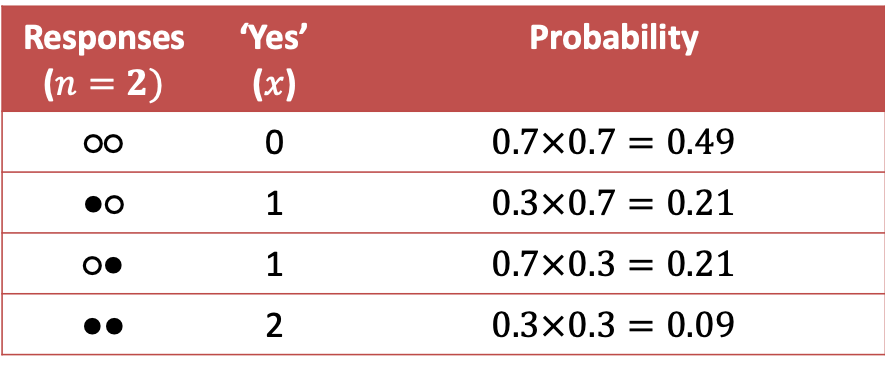 Responses ‘Yes’ Probability
(n = 2) (x)
○○ 0 0.7×0.7 = 0.49
●○ 1 0.3×0.7 = 0.21
○● 1 0.7×0.3 = 0.21
●● 2 0.3×0.3 = 0.09